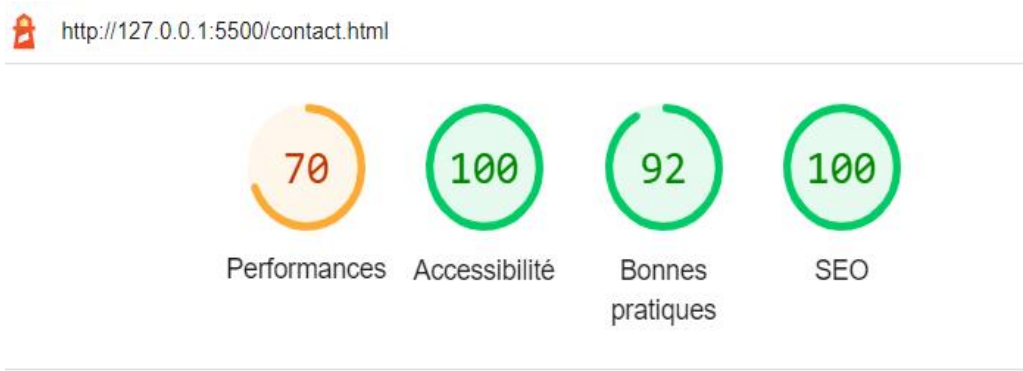 http://127.0.0.1:5500/contact.html
70
100
92
100
Performances
Accessibilité
Bonnes
pratiques
SEO